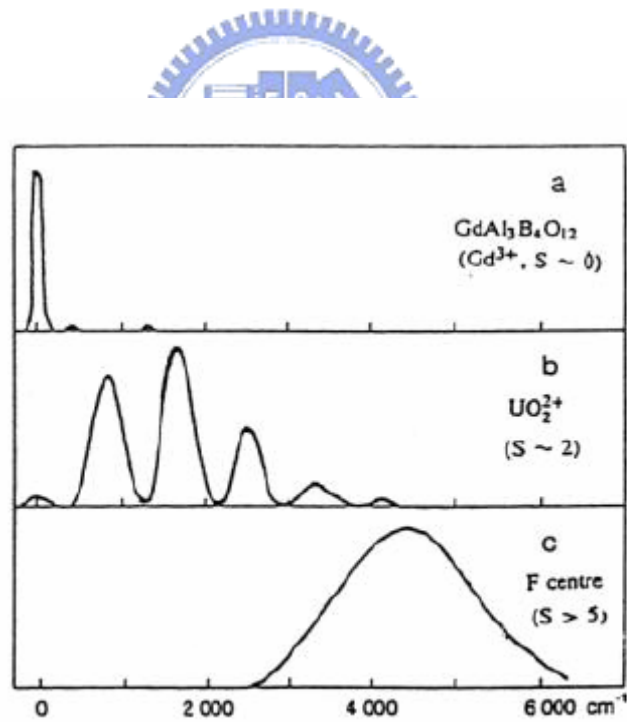 a
GdAl₃B₄O₁₂
(Gd³⁺, S ~ 0)
b
UO₂²⁺
(S ~ 2)
c
F centre
(S > 5)
0 2 000 4 000 6 000 cm⁻¹